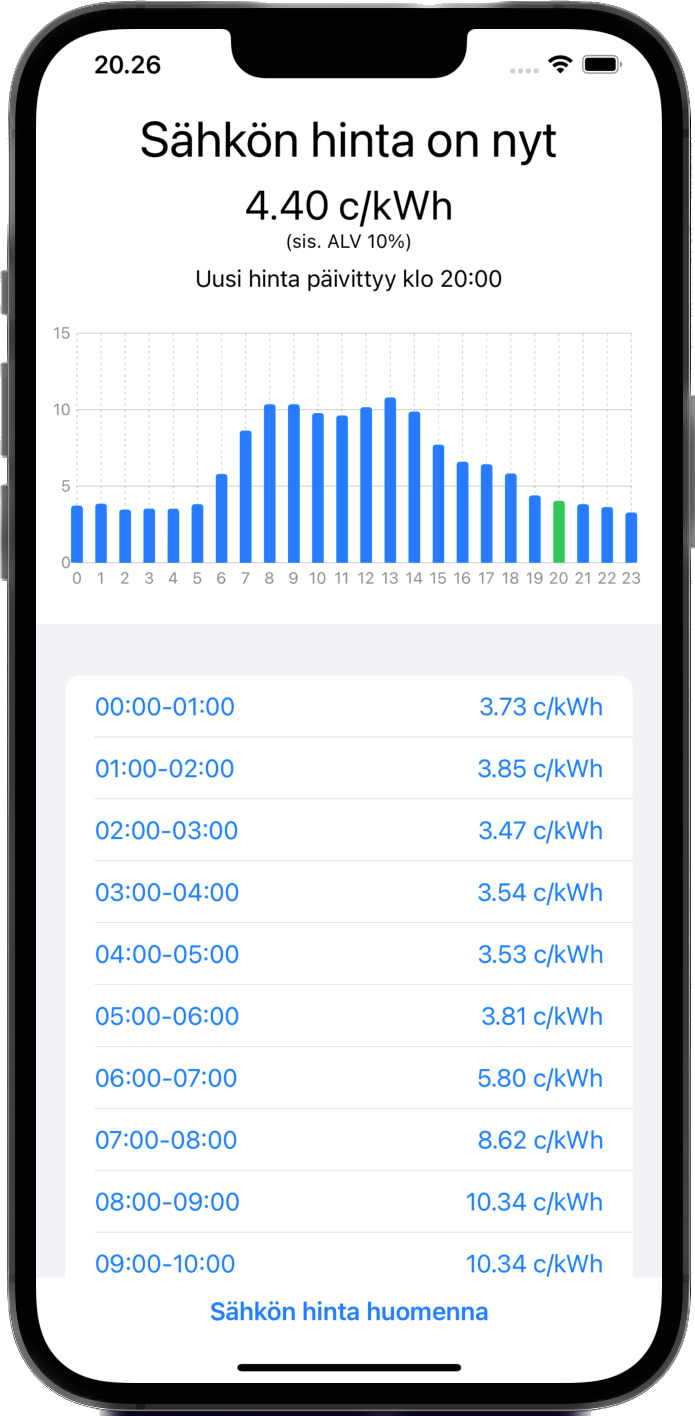 20.26
Sähkön hinta on nyt
4.40 c/kWh
(sis. ALV 10%)
Uusi hinta päivittyy klo 20:00
15
10
5
0
0 1 2 3 4 5 6 7 8 9 10 11 12 13 14 15 16 17 18 19 20 21 22 23
00:00-01:00 3.73 c/kWh
01:00-02:00 3.85 c/kWh
02:00-03:00 3.47 c/kWh
03:00-04:00 3.54 c/kWh
04:00-05:00 3.53 c/kWh
05:00-06:00 3.81 c/kWh
06:00-07:00 5.80 c/kWh
07:00-08:00 8.62 c/kWh
08:00-09:00 10.34 c/kWh
09:00-10:00 10.34 c/kWh
Sähkön hinta huomenna